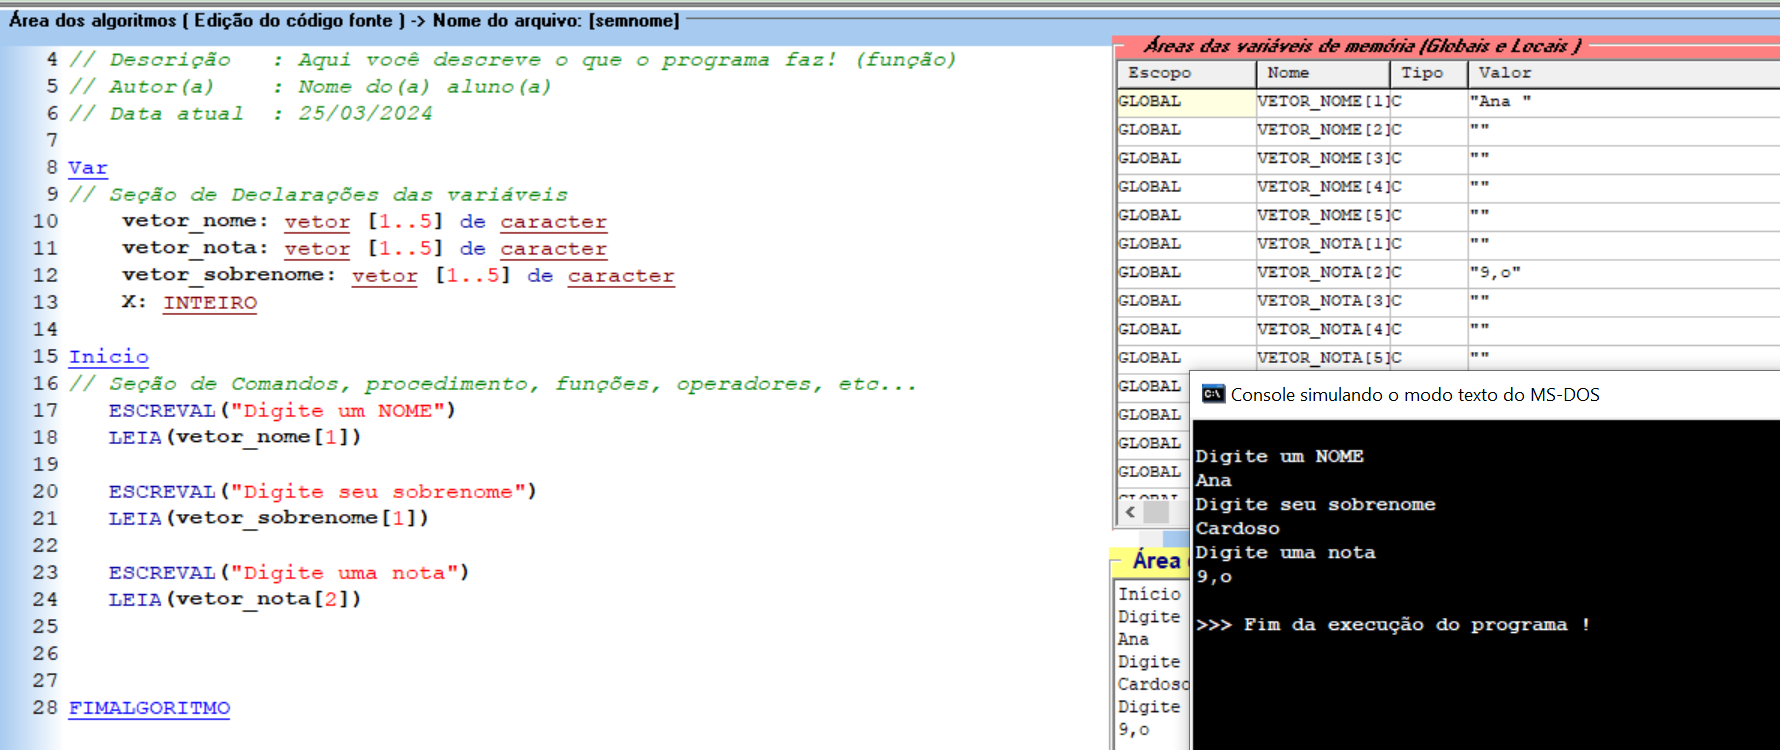 Área dos algoritmos ( Edição do código fonte ) -> Nome do arquivo: [semnome]
4 // Descrição   : Aqui você descreve o que o programa faz! (função)
5 // Autor(a)    : Nome do(a) aluno(a)
6 // Data atual  : 25/03/2024
7
8 Var
9 // Seção de Declarações das variáveis
10     vetor_nome: vetor [1..5] de caracter
11     vetor_nota: vetor [1..5] de caracter
12     vetor_sobrenome: vetor [1..5] de caracter
13     X: INTEIRO
14
15 Inicio
16 // Seção de Comandos, procedimento, funções, operadores, etc...
17    ESCREVAL("Digite um NOME")
18    LEIA(vetor_nome[1])
19
20    ESCREVAL("Digite seu sobrenome")
21    LEIA(vetor_sobrenome[1])
22
23    ESCREVAL("Digite uma nota")
24    LEIA(vetor_nota[2])
25
26
27
28 FIMALGORITMO
Áreas das variáveis de memória (Globais e Locais )
Escopo Nome Tipo Valor
GLOBAL VETOR_NOME[1] C "Ana "
GLOBAL VETOR_NOME[2] C ""
GLOBAL VETOR_NOME[3] C ""
GLOBAL VETOR_NOME[4] C ""
GLOBAL VETOR_NOME[5] C ""
GLOBAL VETOR_NOTA[1] C ""
GLOBAL VETOR_NOTA[2] C "9,o"
GLOBAL VETOR_NOTA[3] C ""
GLOBAL VETOR_NOTA[4] C ""
GLOBAL VETOR_NOTA[5] C ""
GLOBAL
GLOBAL
GLOBAL
GLOBAL
GLOBAL
Área
Início
Digite
Ana
Digite
Cardoso
Digite
9,o
Console simulando o modo texto do MS-DOS
Digite um NOME
Ana
Digite seu sobrenome
Cardoso
Digite uma nota
9,o
>>> Fim da execução do programa !